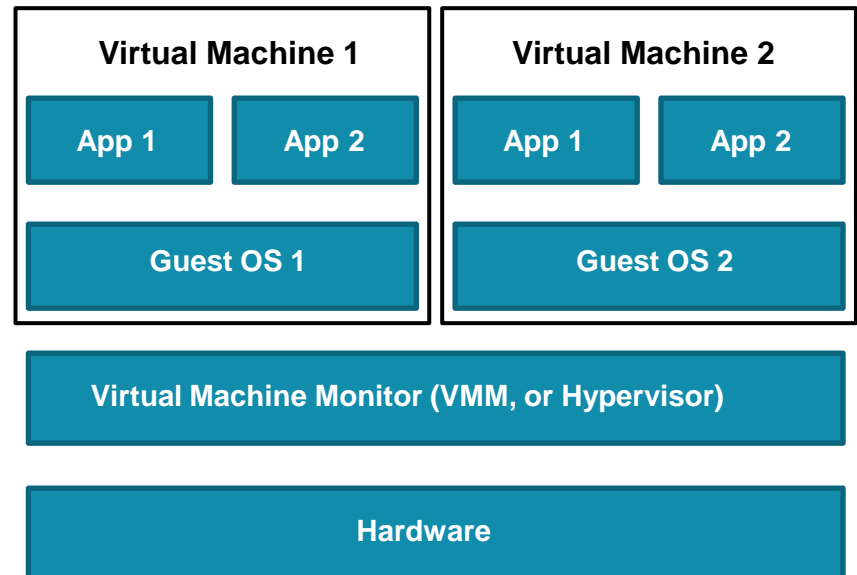 Virtual Machine 1
Virtual Machine 2
App 1
App 2
App 1
App 2
Guest OS 1
Guest OS 2
Virtual Machine Monitor (VMM, or Hypervisor)
Hardware